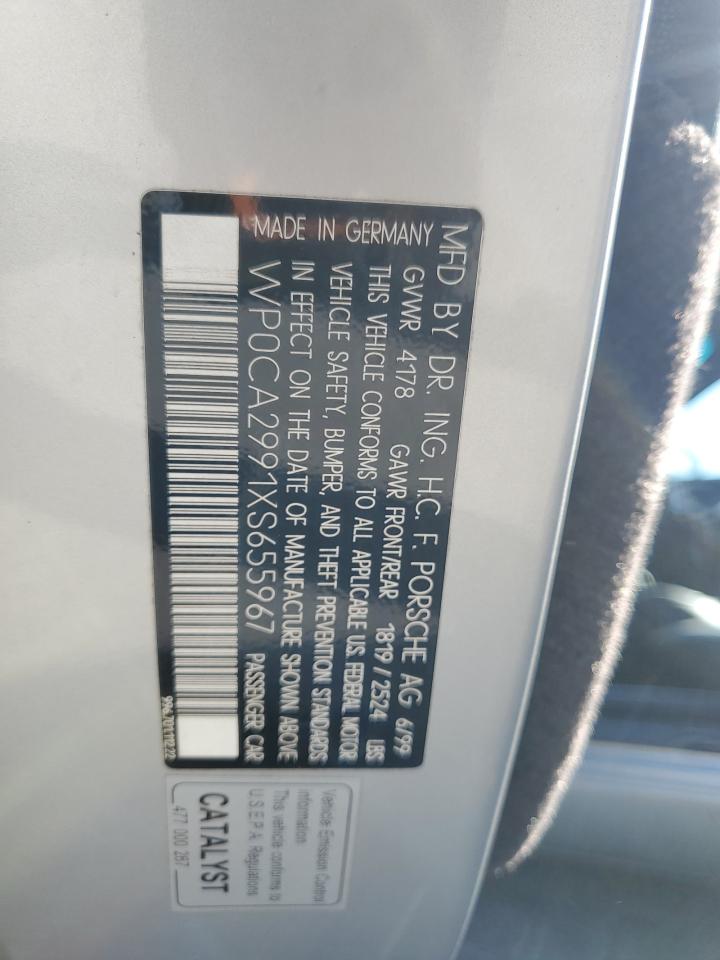 MFD BY DR. ING. H.C. F. PORSCHE AG 6/99
GVWR 4178 GAWR FRONT/REAR 1819 / 2524 LBS
THIS VEHICLE CONFORMS TO ALL APPLICABLE U.S. FEDERAL MOTOR
VEHICLE SAFETY, BUMPER, AND THEFT PREVENTION STANDARDS
IN EFFECT ON THE DATE OF MANUFACTURE SHOWN ABOVE
WP0CA2991XS655967 PASSENGER CAR
MADE IN GERMANY
Vehicle Emission Control
Information:
This vehicle conforms to
U.S.E.P.A. Regulations
CATALYST
477 000 287